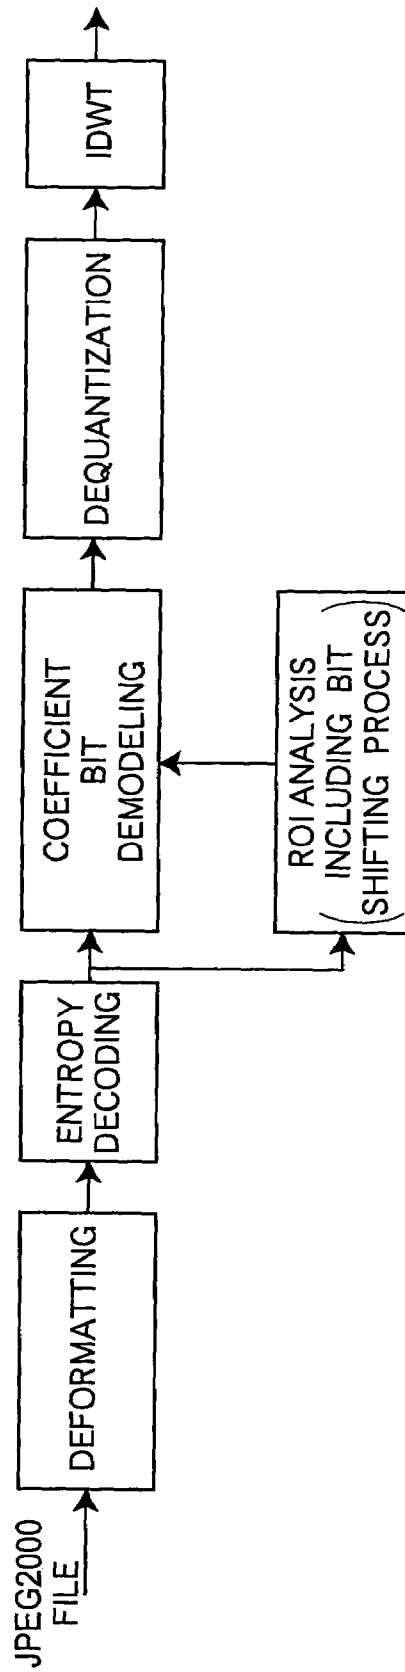 JPEG2000
FILE
DEFORMATTING
ENTROPY
DECODING
COEFFICIENT
BIT
DEMODELING
ROI ANALYSIS
(INCLUDING BIT
SHIFTING PROCESS)
DEQUANTIZATION
IDWT